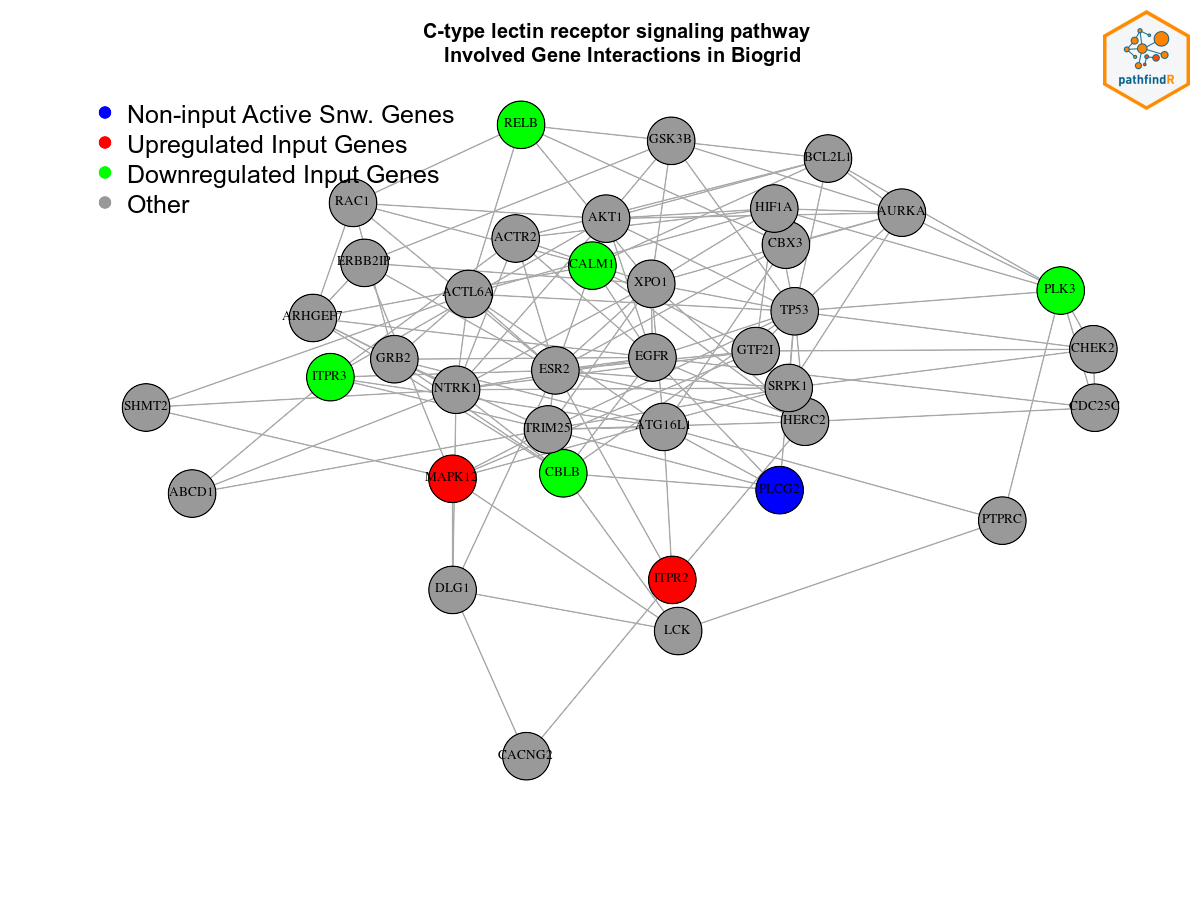 C-type lectin receptor signaling pathway
Involved Gene Interactions in Biogrid
pathfindR
Non-input Active Snw. Genes
Upregulated Input Genes
Downregulated Input Genes
Other
RELB
GSK3B
BCL2L1
RAC1
AKT1
HIF1A
AURKA
ACTR2
CBX3
ERBB2IP
CALM1
XPO1
ACTL6A
PLK3
ARHGEF7
TP53
GRB2
EGFR
GTF2I
CHEK2
ITPR3
ESR2
NTRK1
SRPK1
SHMT2
CDC25C
TRIM25
ATG16L1
HERC2
MAPK12
CBLB
PLCG2
ABCD1
PTPRC
DLG1
ITPR2
LCK
CACNG2